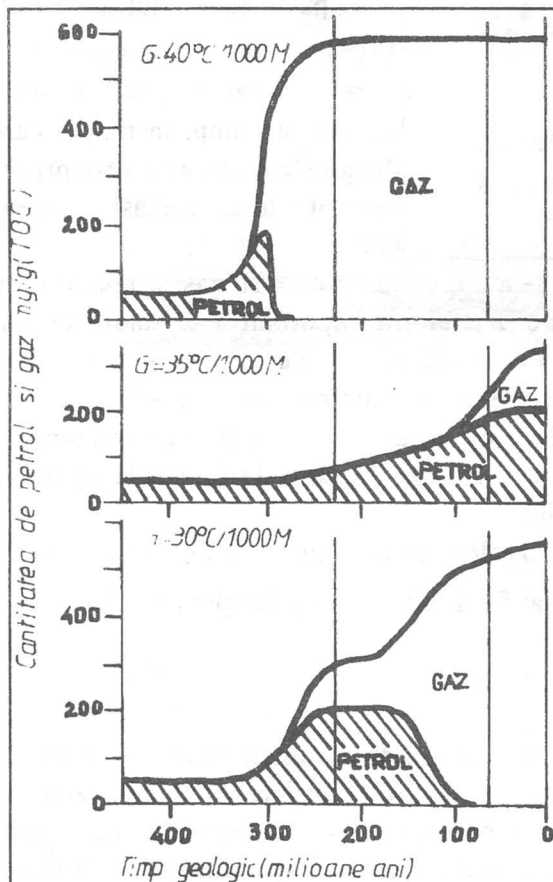 Cantitatea de petrol si gaz
600
400
200
0
G=40°C/1000M
GAZ
PETROL
200
0
G=35°C/1000M
GAZ
PETROL
400
200
0
=30°C/1000M
GAZ
PETROL
400 300 200 100 0
Timp geologic (milioane ani)